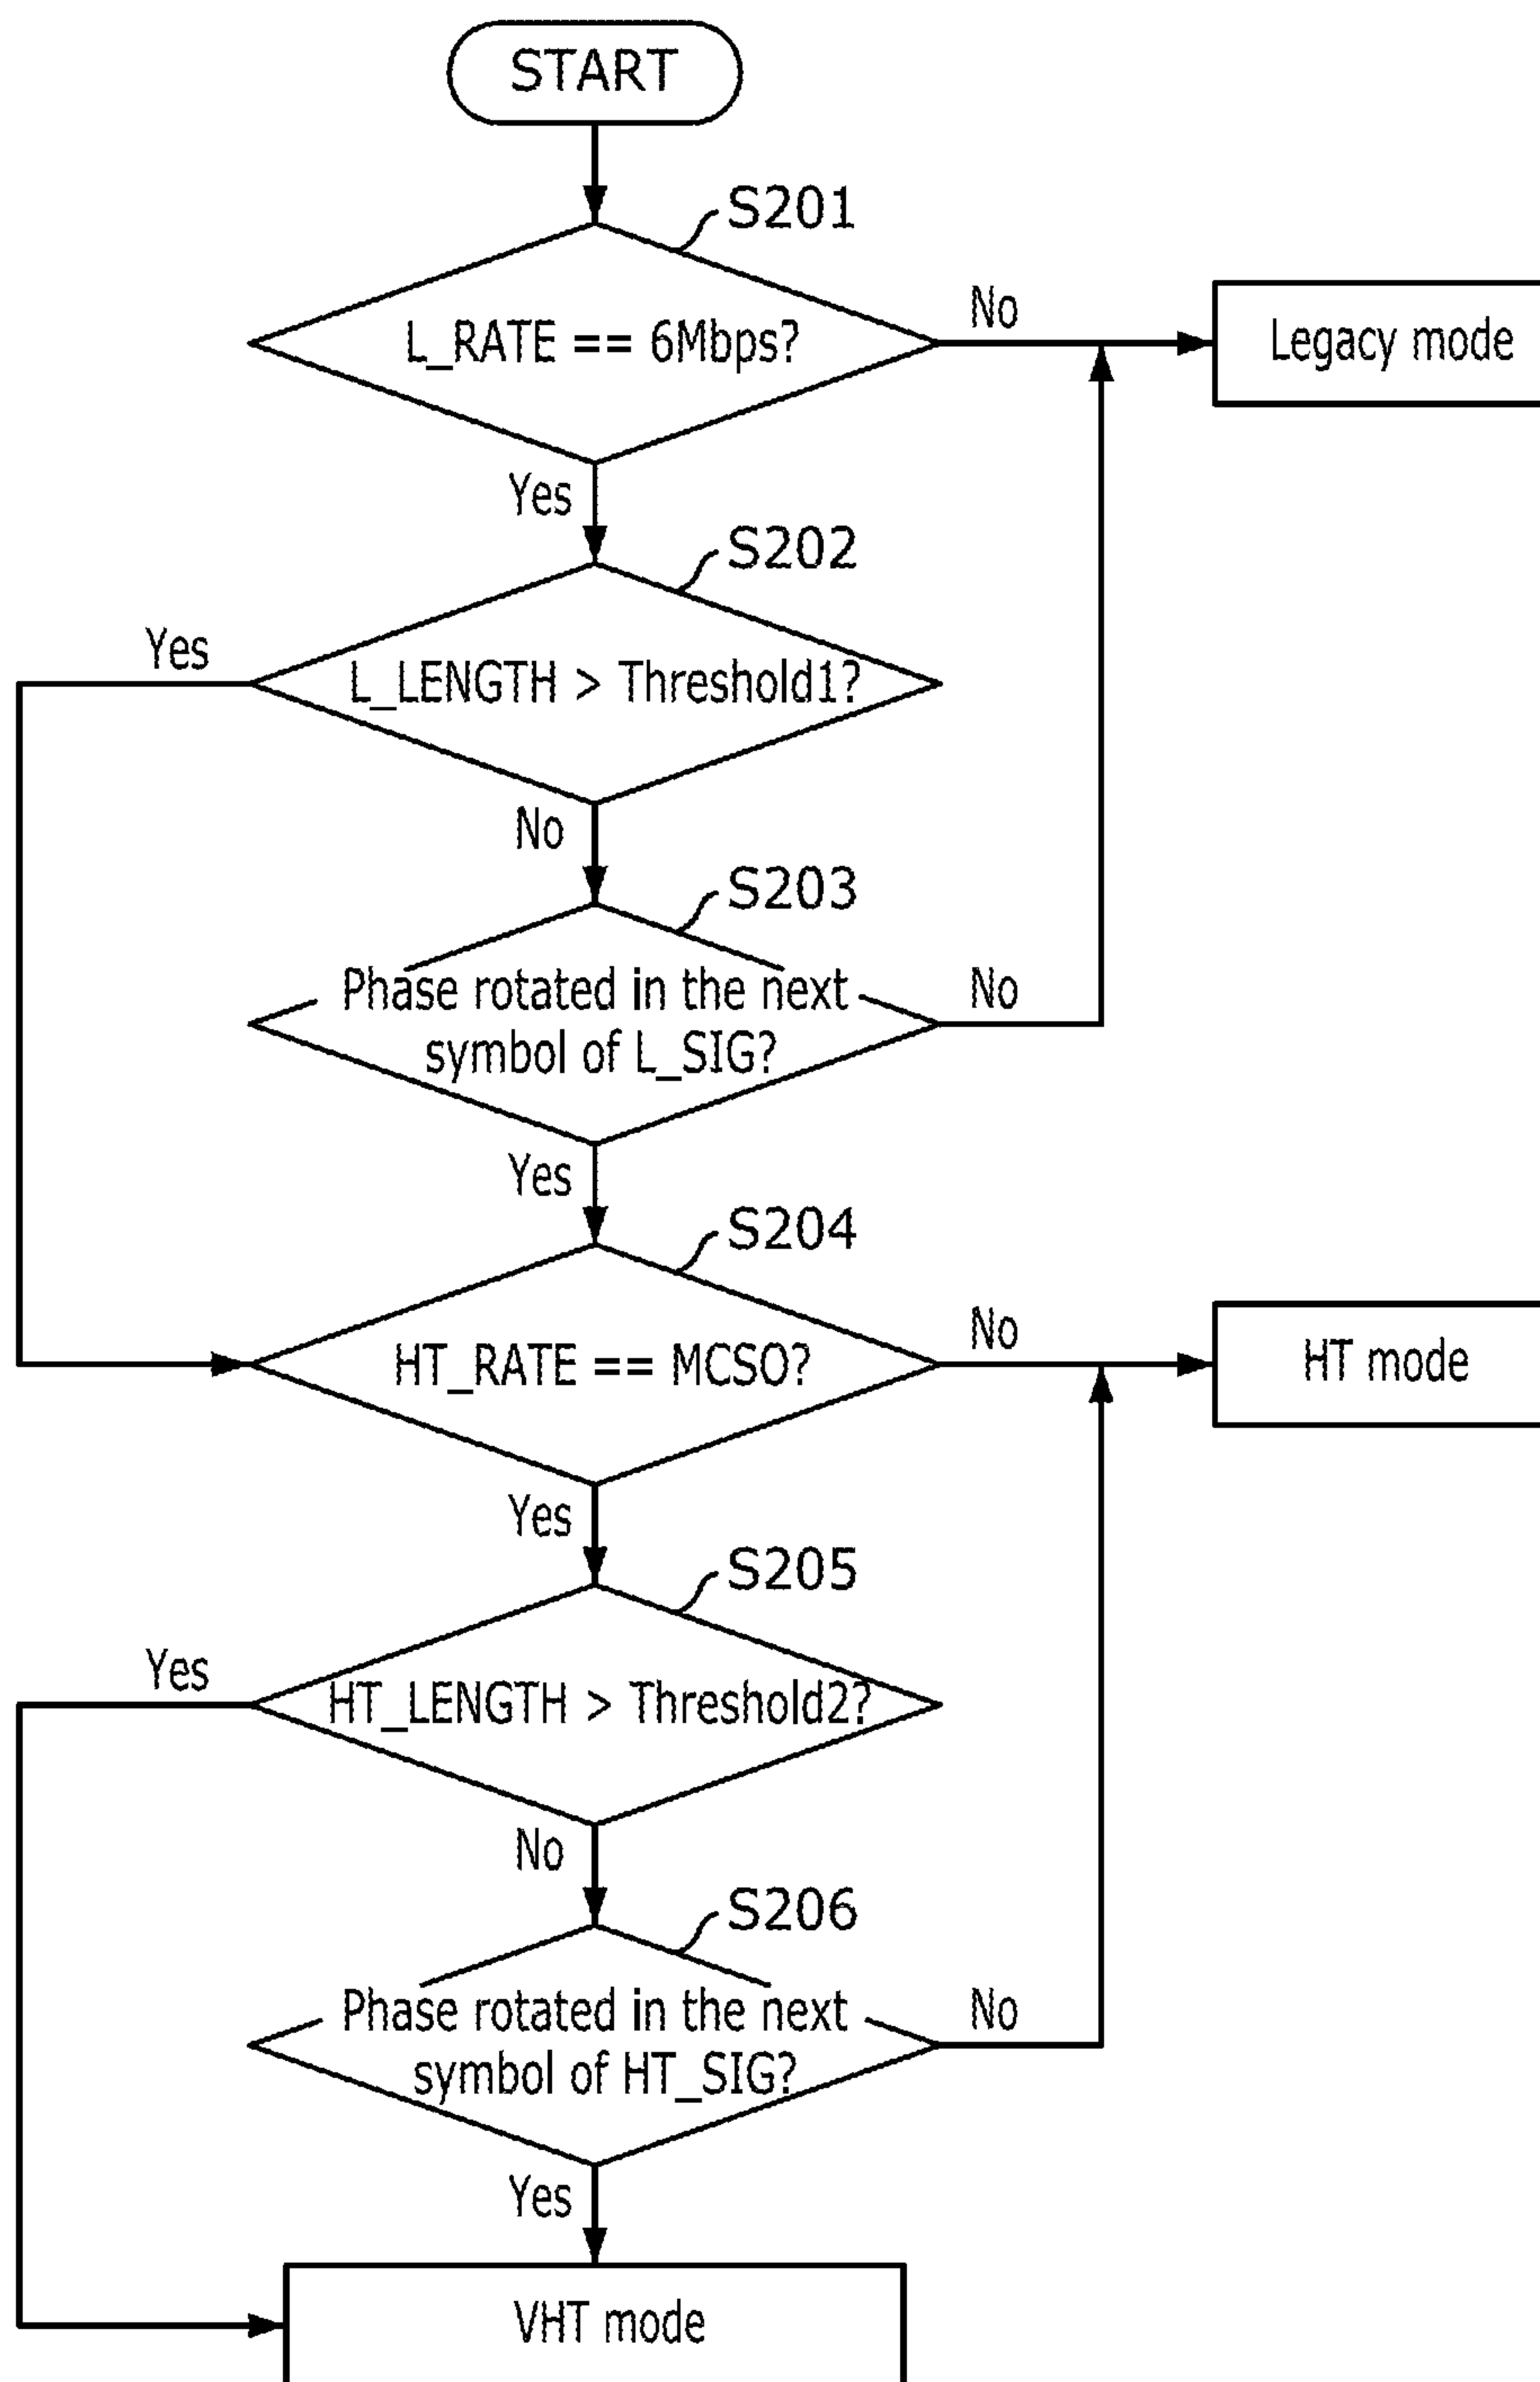 START
S201
L_RATE == 6Mbps?
No
Legacy mode
Yes
S202
Yes
L_LENGTH > Threshold1?
No
S203
Phase rotated in the next
symbol of L_SIG?
No
Yes
S204
HT_RATE == MCSO?
No
HT mode
Yes
S205
Yes
HT_LENGTH > Threshold2?
No
S206
Phase rotated in the next
symbol of HT_SIG?
No
Yes
VHT mode